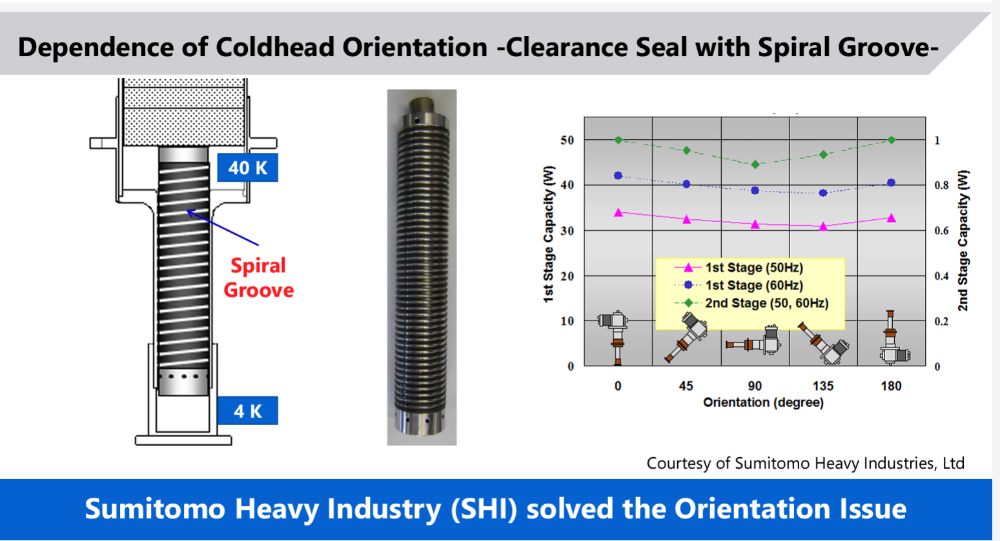 Dependence of Coldhead Orientation -Clearance Seal with Spiral Groove-
40 K
Spiral
Groove
4 K
1st Stage Capacity (W)
50
40
30
20
10
0
1
0.8
0.6
0.4
0.2
0
2nd Stage Capacity (W)
1st Stage (50Hz)
1st Stage (60Hz)
2nd Stage (50, 60Hz)
0 45 90 135 180
Orientation (degree)
Courtesy of Sumitomo Heavy Industries, Ltd
Sumitomo Heavy Industry (SHI) solved the Orientation Issue